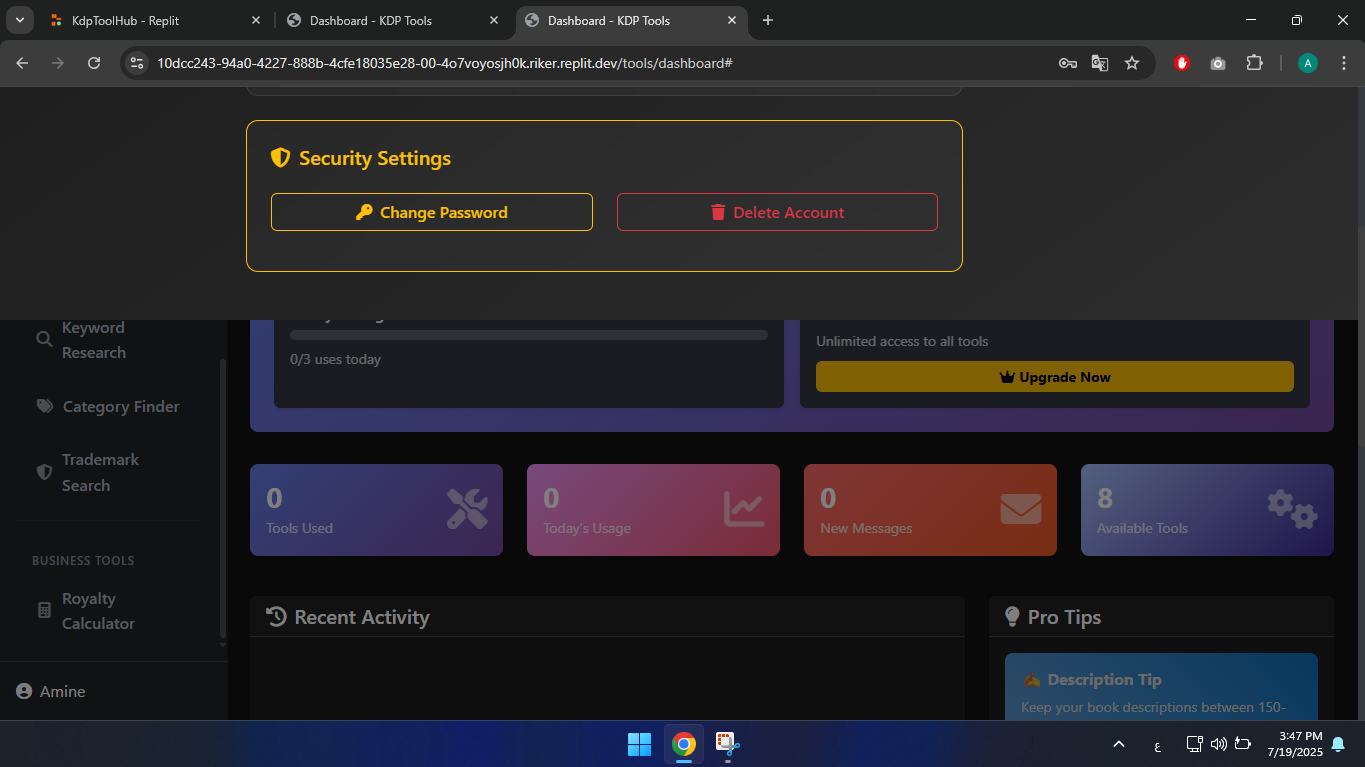 KdpToolHub - Replit
Dashboard - KDP Tools
Dashboard - KDP Tools
10dcc243-94a0-4227-888b-4cfe18035e28-00-4o7voyosjh0k.riker.replit.dev/tools/dashboard#
A
Security Settings
Change Password
Delete Account
Keyword
Research
Category Finder
Trademark
Search
BUSINESS TOOLS
Royalty
Calculator
Amine
0/3 uses today
Unlimited access to all tools
Upgrade Now
0
Tools Used
0
Today's Usage
0
New Messages
8
Available Tools
Recent Activity
Pro Tips
✍ Description Tip
Keep your book descriptions between 150-
ع
3:47 PM
7/19/2025